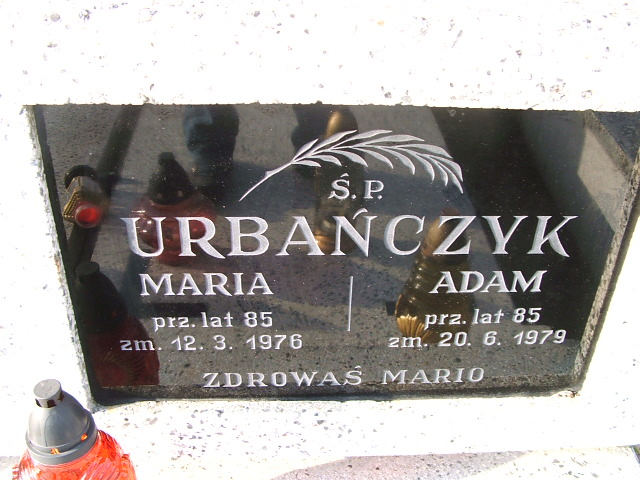 Ś. P.
URBAŃCZYK
MARIA
prz. lat 85
zm. 12. 3. 1976
ADAM
prz. lat 85
zm. 20. 6. 1979
ZDROWAŚ MARIO